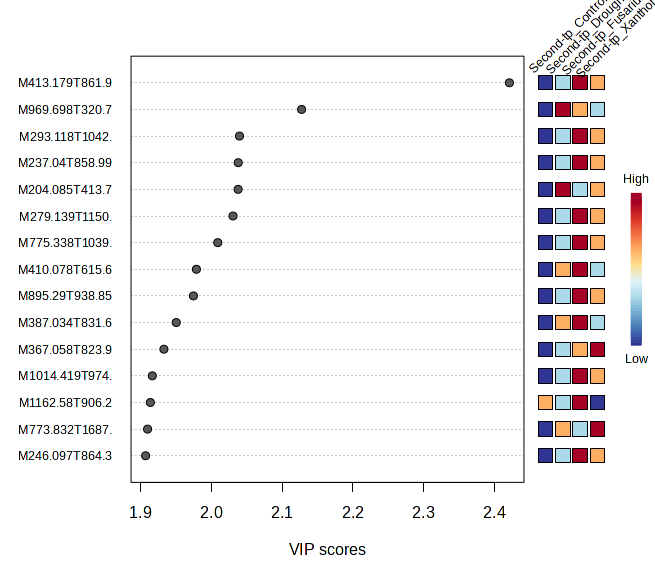 Second-tp_Contro
Second-tp_Drough
Second-tp_Fusariu
Second-tp_Xantho
M413.179T861.9
M969.698T320.7
M293.118T1042.
M237.04T858.99
M204.085T413.7
M279.139T1150.
M775.338T1039.
M410.078T615.6
M895.29T938.85
M387.034T831.6
M367.058T823.9
M1014.419T974.
M1162.58T906.2
M773.832T1687.
M246.097T864.3
High
Low
1.9 2.0 2.1 2.2 2.3 2.4
VIP scores